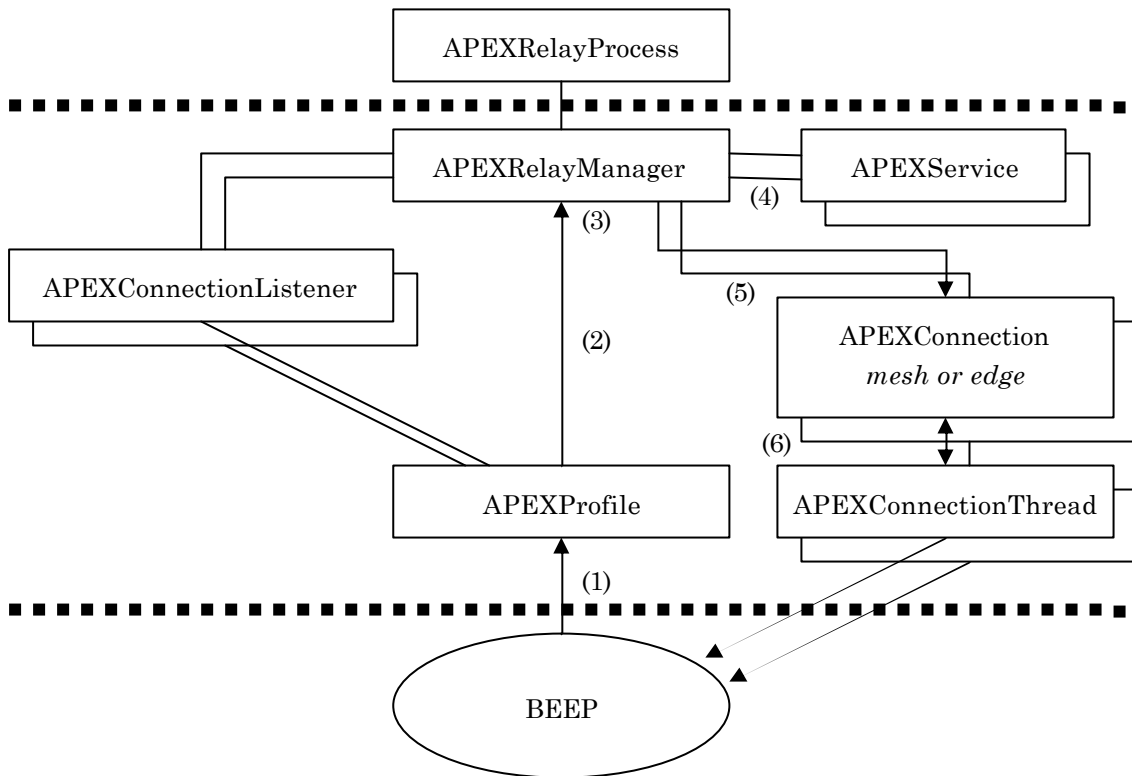 APEXRelayProcess
APEXRelayManager
APEXService
(4)
(3)
APEXConnectionListener
(5)
(2)
APEXConnection
mesh or edge
(6)
APEXProfile
APEXConnectionThread
(1)
BEEP